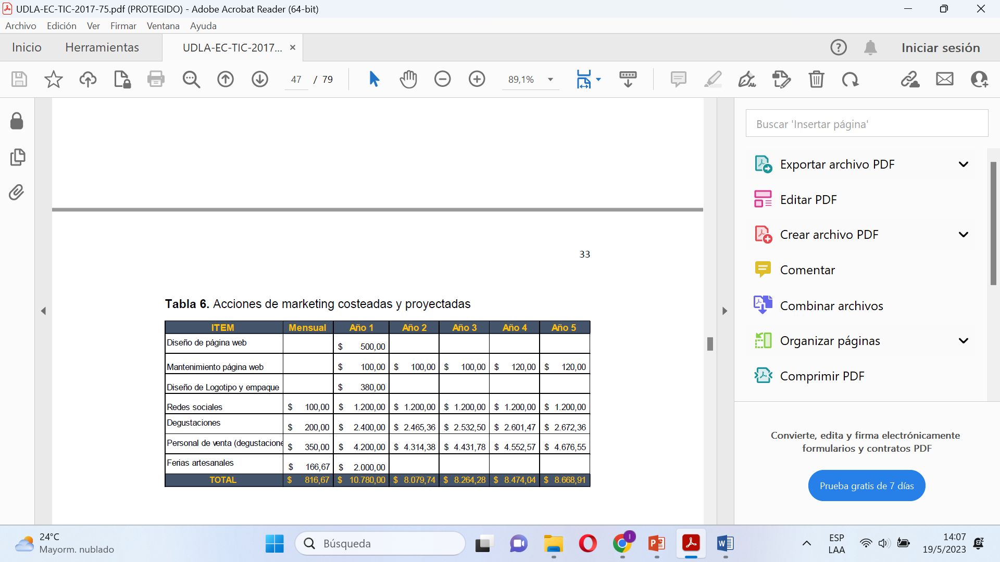 UDLA-EC-TIC-2017-75.pdf (PROTEGIDO) - Adobe Acrobat Reader (64-bit)
Archivo Edición Ver Firmar Ventana Ayuda
Inicio Herramientas UDLA-EC-TIC-2017... × ? Iniciar sesión
47 / 79 89,1%
Buscar 'Insertar página'
Exportar archivo PDF
Editar PDF
Crear archivo PDF
Comentar
Combinar archivos
Organizar páginas
Comprimir PDF
Convierte, edita y firma electrónicamente
formularios y contratos PDF
Prueba gratis de 7 días
33
Tabla 6. Acciones de marketing costeadas y proyectadas
ITEM Mensual Año 1 Año 2 Año 3 Año 4 Año 5
Diseño de página web $ 500,00
Mantenimiento página web $ 100,00 $ 100,00 $ 100,00 $ 120,00 $ 120,00
Diseño de Logotipo y empaque $ 380,00
Redes sociales $ 100,00 $ 1.200,00 $ 1.200,00 $ 1.200,00 $ 1.200,00 $ 1.200,00
Degustaciones $ 200,00 $ 2.400,00 $ 2.465,36 $ 2.532,50 $ 2.601,47 $ 2.672,36
Personal de venta (degustacione $ 350,00 $ 4.200,00 $ 4.314,38 $ 4.431,78 $ 4.552,57 $ 4.676,55
Ferias artesanales $ 166,67 $ 2.000,00
TOTAL $ 816,67 $ 10.780,00 $ 8.079,74 $ 8.264,28 $ 8.474,04 $ 8.668,91
24°C
Mayorm. nublado
Búsqueda
ESP
LAA
14:07
19/5/2023